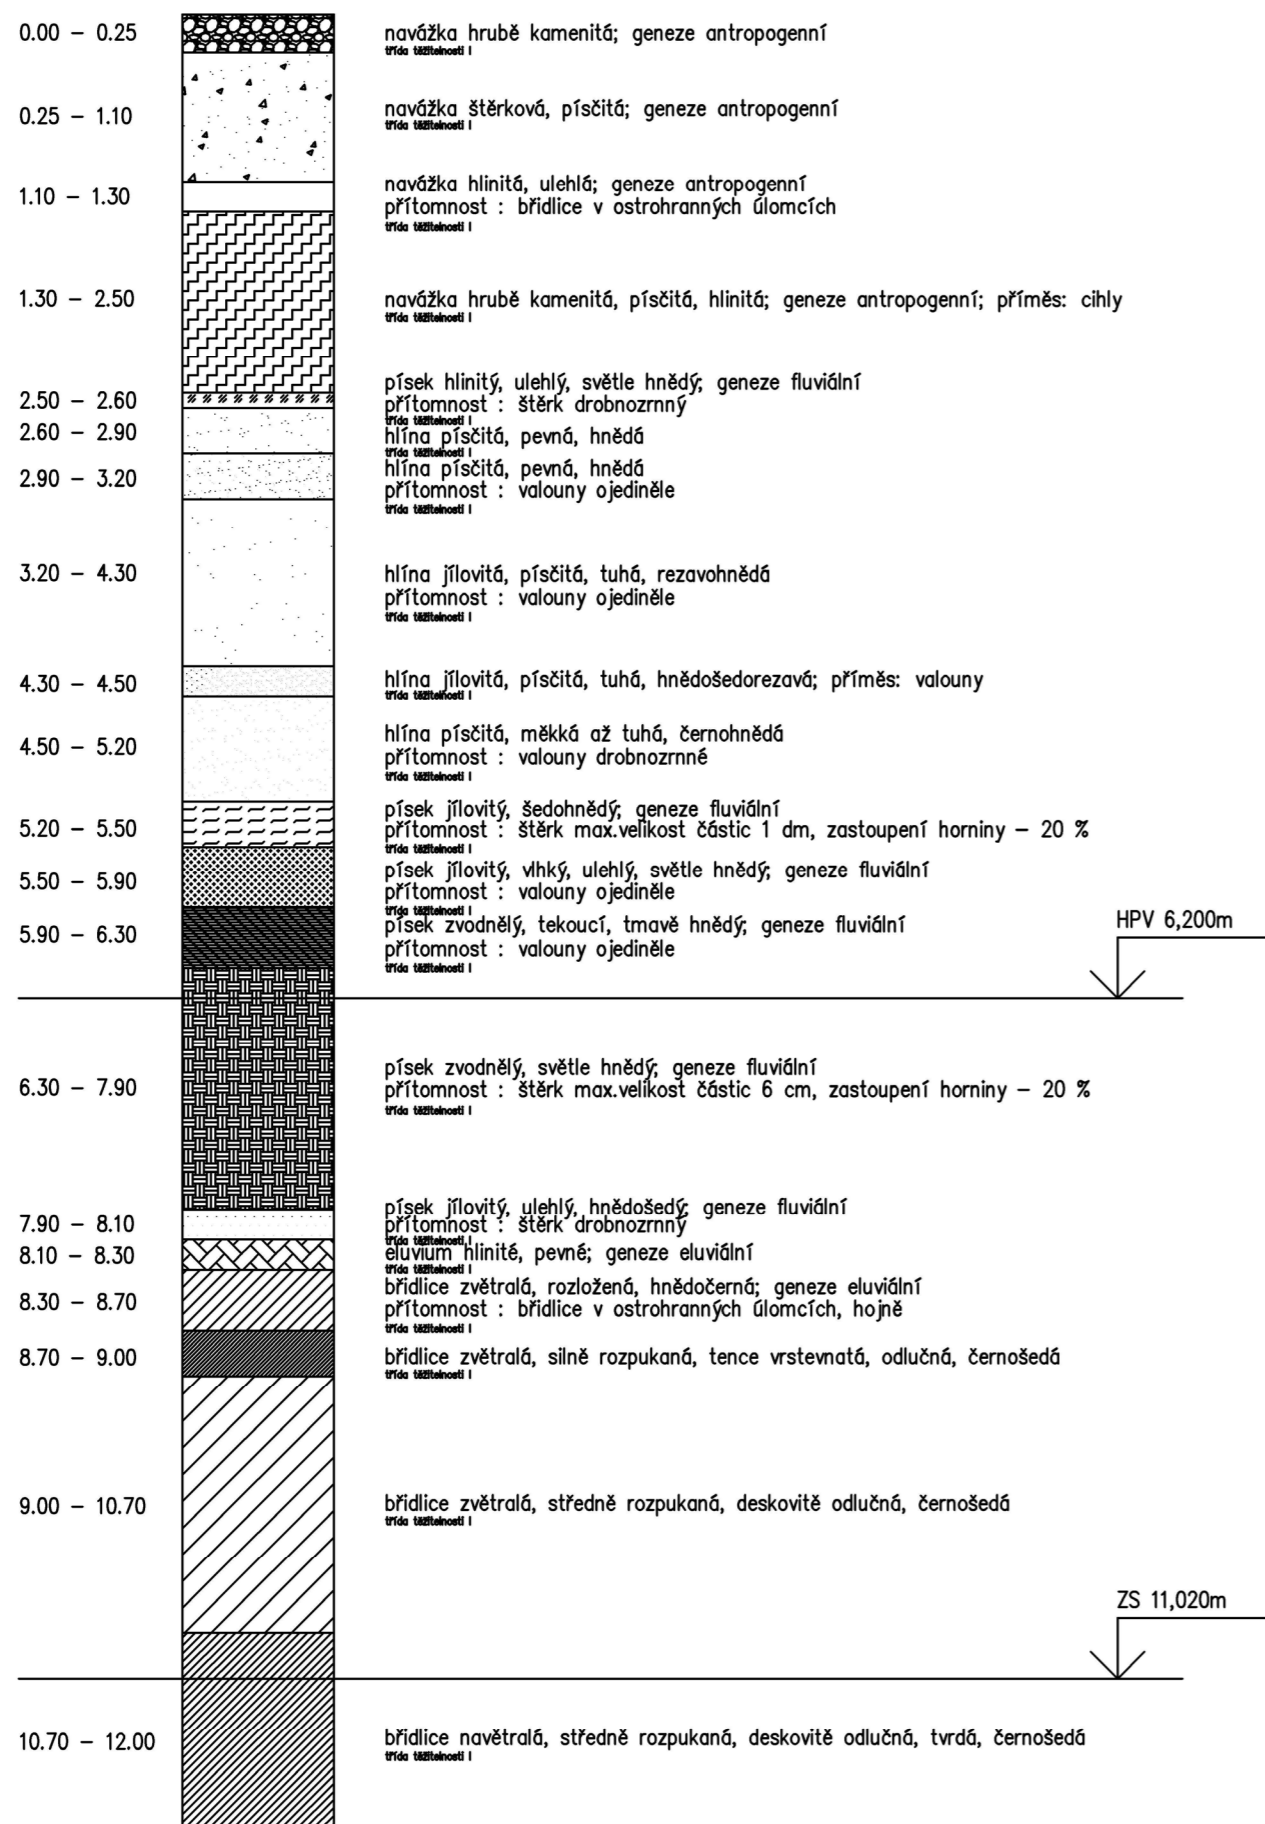 0.00 – 0.25
navážka hrubě kamenitá; geneze antropogenní
třída těžitelnosti I
0.25 – 1.10
navážka štěrková, písčitá; geneze antropogenní
třída těžitelnosti I
1.10 – 1.30
navážka hlinitá, ulehlá; geneze antropogenní
přítomnost : břidlice v ostrohranných úlomcích
třída těžitelnosti I
1.30 – 2.50
navážka hrubě kamenitá, písčitá, hlinitá; geneze antropogenní; příměs: cihly
třída těžitelnosti I
2.50 – 2.60
písek hlinitý, ulehlý, světle hnědý; geneze fluviální
přítomnost : štěrk drobnozrnný
třída těžitelnosti I
2.60 – 2.90
hlína písčitá, pevná, hnědá
třída těžitelnosti I
2.90 – 3.20
hlína písčitá, pevná, hnědá
přítomnost : valouny ojediněle
třída těžitelnosti I
3.20 – 4.30
hlína jílovitá, písčitá, tuhá, rezavohnědá
přítomnost : valouny ojediněle
třída těžitelnosti I
4.30 – 4.50
hlína jílovitá, písčitá, tuhá, hnědošedorezavá; příměs: valouny
třída těžitelnosti I
4.50 – 5.20
hlína písčitá, měkká až tuhá, černohnědá
přítomnost : valouny drobnozrnné
třída těžitelnosti I
5.20 – 5.50
písek jílovitý, šedohnědý; geneze fluviální
přítomnost : štěrk max.velikost částic 1 dm, zastoupení horniny – 20 %
třída těžitelnosti I
5.50 – 5.90
písek jílovitý, vlhký, ulehlý, světle hnědý; geneze fluviální
přítomnost : valouny ojediněle
třída těžitelnosti I
5.90 – 6.30
písek zvodnělý, tekoucí, tmavě hnědý; geneze fluviální
přítomnost : valouny ojediněle
třída těžitelnosti I
HPV 6,200m
6.30 – 7.90
písek zvodnělý, světle hnědý; geneze fluviální
přítomnost : štěrk max.velikost částic 6 cm, zastoupení horniny – 20 %
třída těžitelnosti I
7.90 – 8.10
písek jílovitý, ulehlý, hnědošedý; geneze fluviální
přítomnost : štěrk drobnozrnný
třída těžitelnosti I
8.10 – 8.30
eluvium hlinité, pevné; geneze eluviální
třída těžitelnosti I
8.30 – 8.70
břidlice zvětralá, rozložená, hnědočerná; geneze eluviální
přítomnost : břidlice v ostrohranných úlomcích, hojně
třída těžitelnosti I
8.70 – 9.00
břidlice zvětralá, silně rozpukaná, tence vrstevnatá, odlučná, černošedá
třída těžitelnosti I
9.00 – 10.70
břidlice zvětralá, středně rozpukaná, deskovitě odlučná, černošedá
třída těžitelnosti I
ZS 11,020m
10.70 – 12.00
břidlice navětralá, středně rozpukaná, deskovitě odlučná, tvrdá, černošedá
třída těžitelnosti I